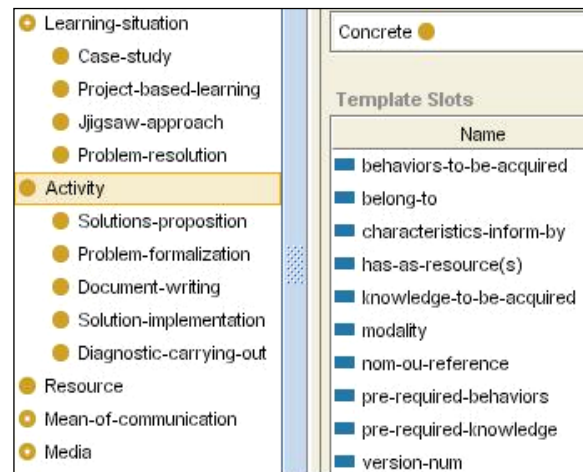 Learning-situation
Case-study
Project-based-learning
Jjigsaw-approach
Problem-resolution
Activity
Solutions-proposition
Problem-formalization
Document-writing
Solution-implementation
Diagnostic-carrying-out
Resource
Mean-of-communication
Media
Concrete
Template Slots
Name
behaviors-to-be-acquired
belong-to
characteristics-inform-by
has-as-resource(s)
knowledge-to-be-acquired
modality
nom-ou-reference
pre-required-behaviors
pre-required-knowledge
version-num